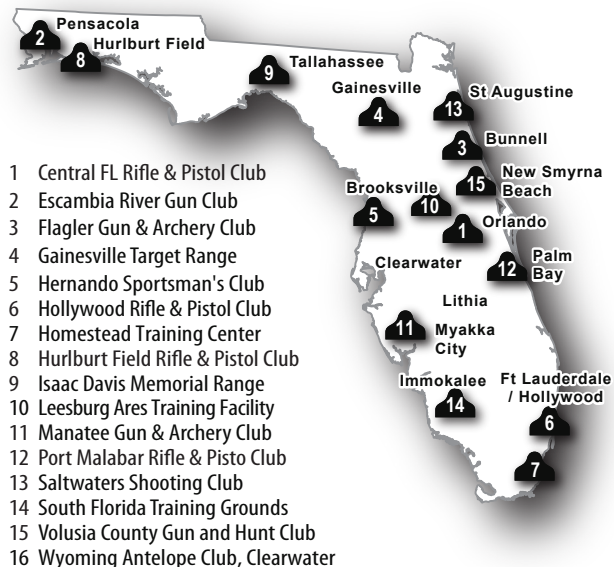 Pensacola
2
Hurlburt Field
8
Tallahassee
9
Gainesville
4
St Augustine
13
Bunnell
3
New Smyrna
Beach
15
Brooksville
10
5
Orlando
1
Clearwater
Palm
Bay
12
Lithia
11
Myakka
City
Immokalee
14
Ft Lauderdale
/ Hollywood
6
7
1 Central FL Rifle & Pistol Club
2 Escambia River Gun Club
3 Flagler Gun & Archery Club
4 Gainesville Target Range
5 Hernando Sportsman's Club
6 Hollywood Rifle & Pistol Club
7 Homestead Training Center
8 Hurlburt Field Rifle & Pistol Club
9 Isaac Davis Memorial Range
10 Leesburg Ares Training Facility
11 Manatee Gun & Archery Club
12 Port Malabar Rifle & Pisto Club
13 Saltwaters Shooting Club
14 South Florida Training Grounds
15 Volusia County Gun and Hunt Club
16 Wyoming Antelope Club, Clearwater